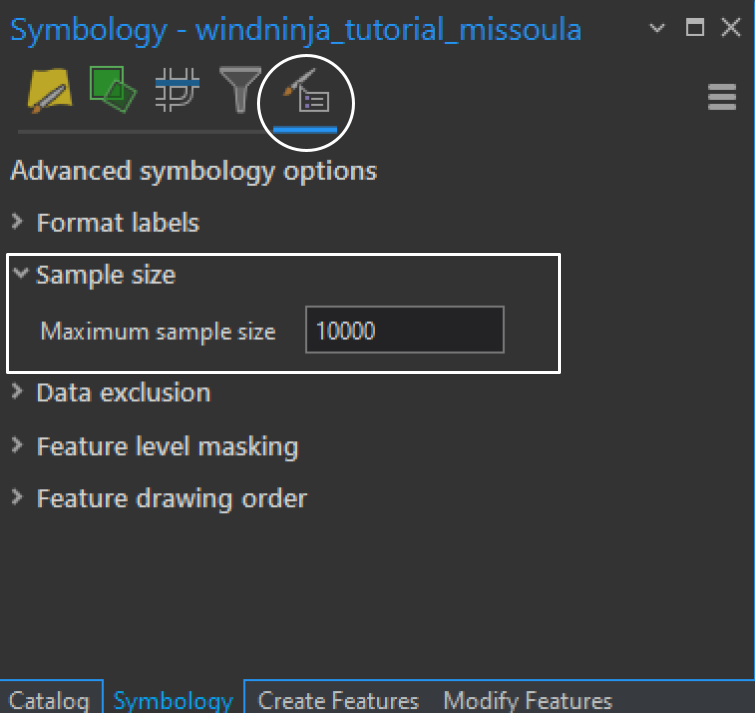 Symbology - windninja_tutorial_missoula
Advanced symbology options
Format labels
Sample size
Maximum sample size 10000
Data exclusion
Feature level masking
Feature drawing order
Catalog Symbology Create Features Modify Features